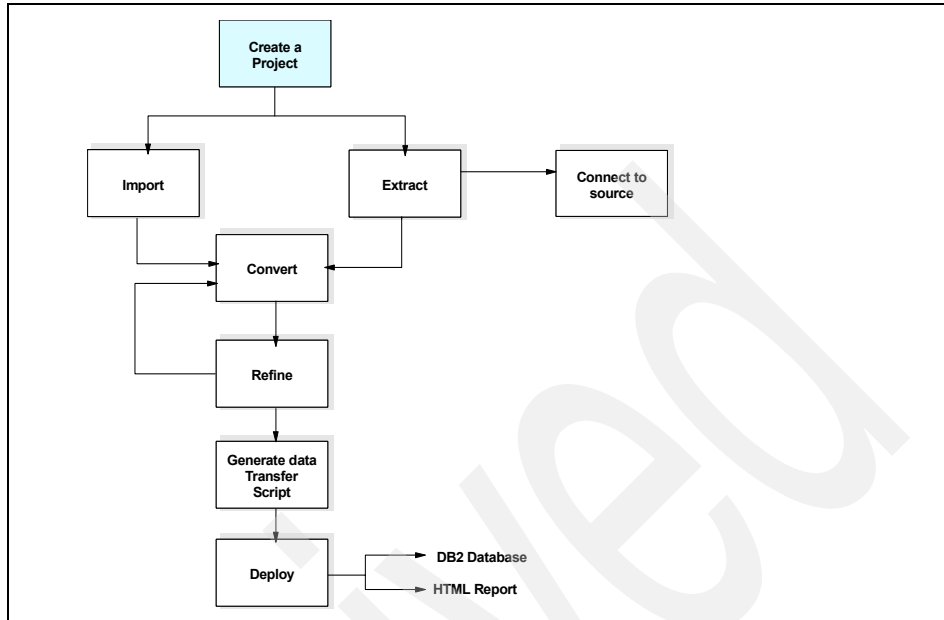 Create a
Project
Import
Extract
Connect to
source
Convert
Refine
Generate data
Transfer
Script
Deploy
DB2 Database
HTML Report